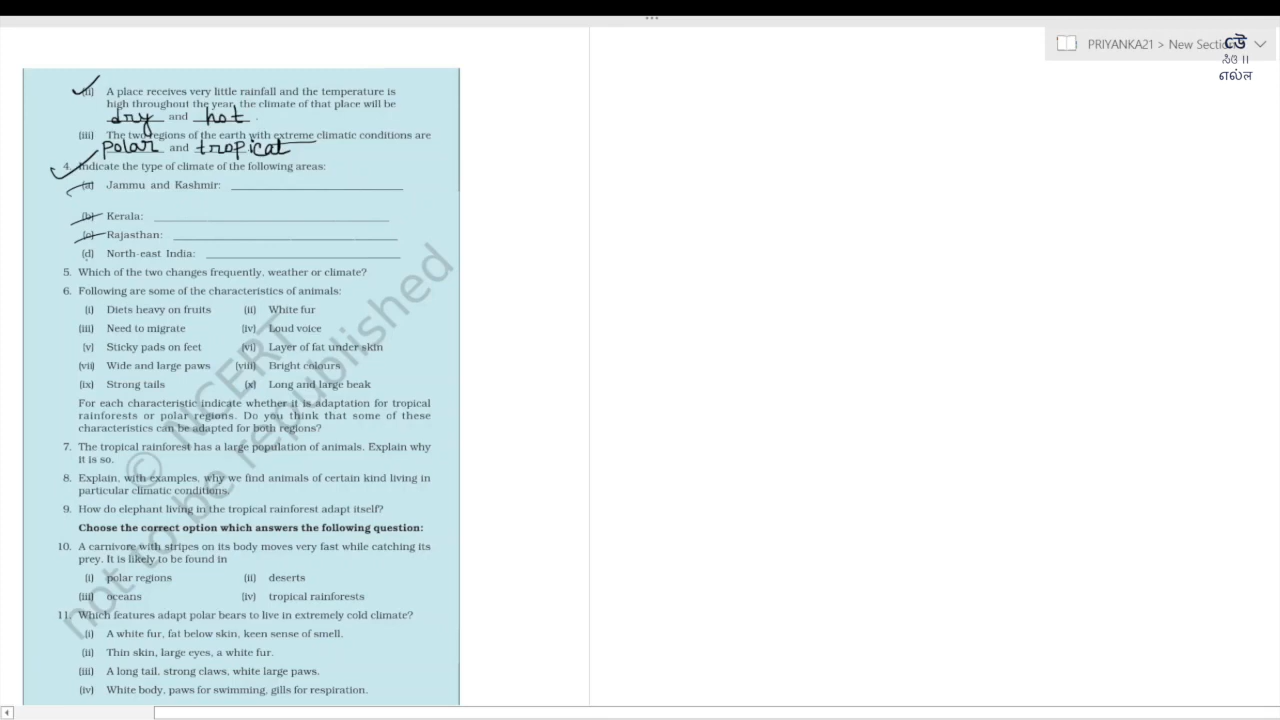 PRIYANKA21 > New Section
(ii) A place receives very little rainfall and the temperature is
high throughout the year, the climate of that place will be
dry and hot .
(iii) The two regions of the earth with extreme climatic conditions are
polar and tropical
4. Indicate the type of climate of the following areas:
(a) Jammu and Kashmir:
(b) Kerala:
(c) Rajasthan:
(d) North-east India:
5. Which of the two changes frequently, weather or climate?
6. Following are some of the characteristics of animals:
(i) Diets heavy on fruits (ii) White fur
(iii) Need to migrate (iv) Loud voice
(v) Sticky pads on feet (vi) Layer of fat under skin
(vii) Wide and large paws (viii) Bright colours
(ix) Strong tails (x) Long and large beak
For each characteristic indicate whether it is adaptation for tropical
rainforests or polar regions. Do you think that some of these
characteristics can be adapted for both regions?
7. The tropical rainforest has a large population of animals. Explain why
it is so.
8. Explain, with examples, why we find animals of certain kind living in
particular climatic conditions.
9. How do elephant living in the tropical rainforest adapt itself?
Choose the correct option which answers the following question:
10. A carnivore with stripes on its body moves very fast while catching its
prey. It is likely to be found in
(i) polar regions (ii) deserts
(iii) oceans (iv) tropical rainforests
11. Which features adapt polar bears to live in extremely cold climate?
(i) A white fur, fat below skin, keen sense of smell.
(ii) Thin skin, large eyes, a white fur.
(iii) A long tail, strong claws, white large paws.
(iv) White body, paws for swimming, gills for respiration.
© NCERT
not to be republished